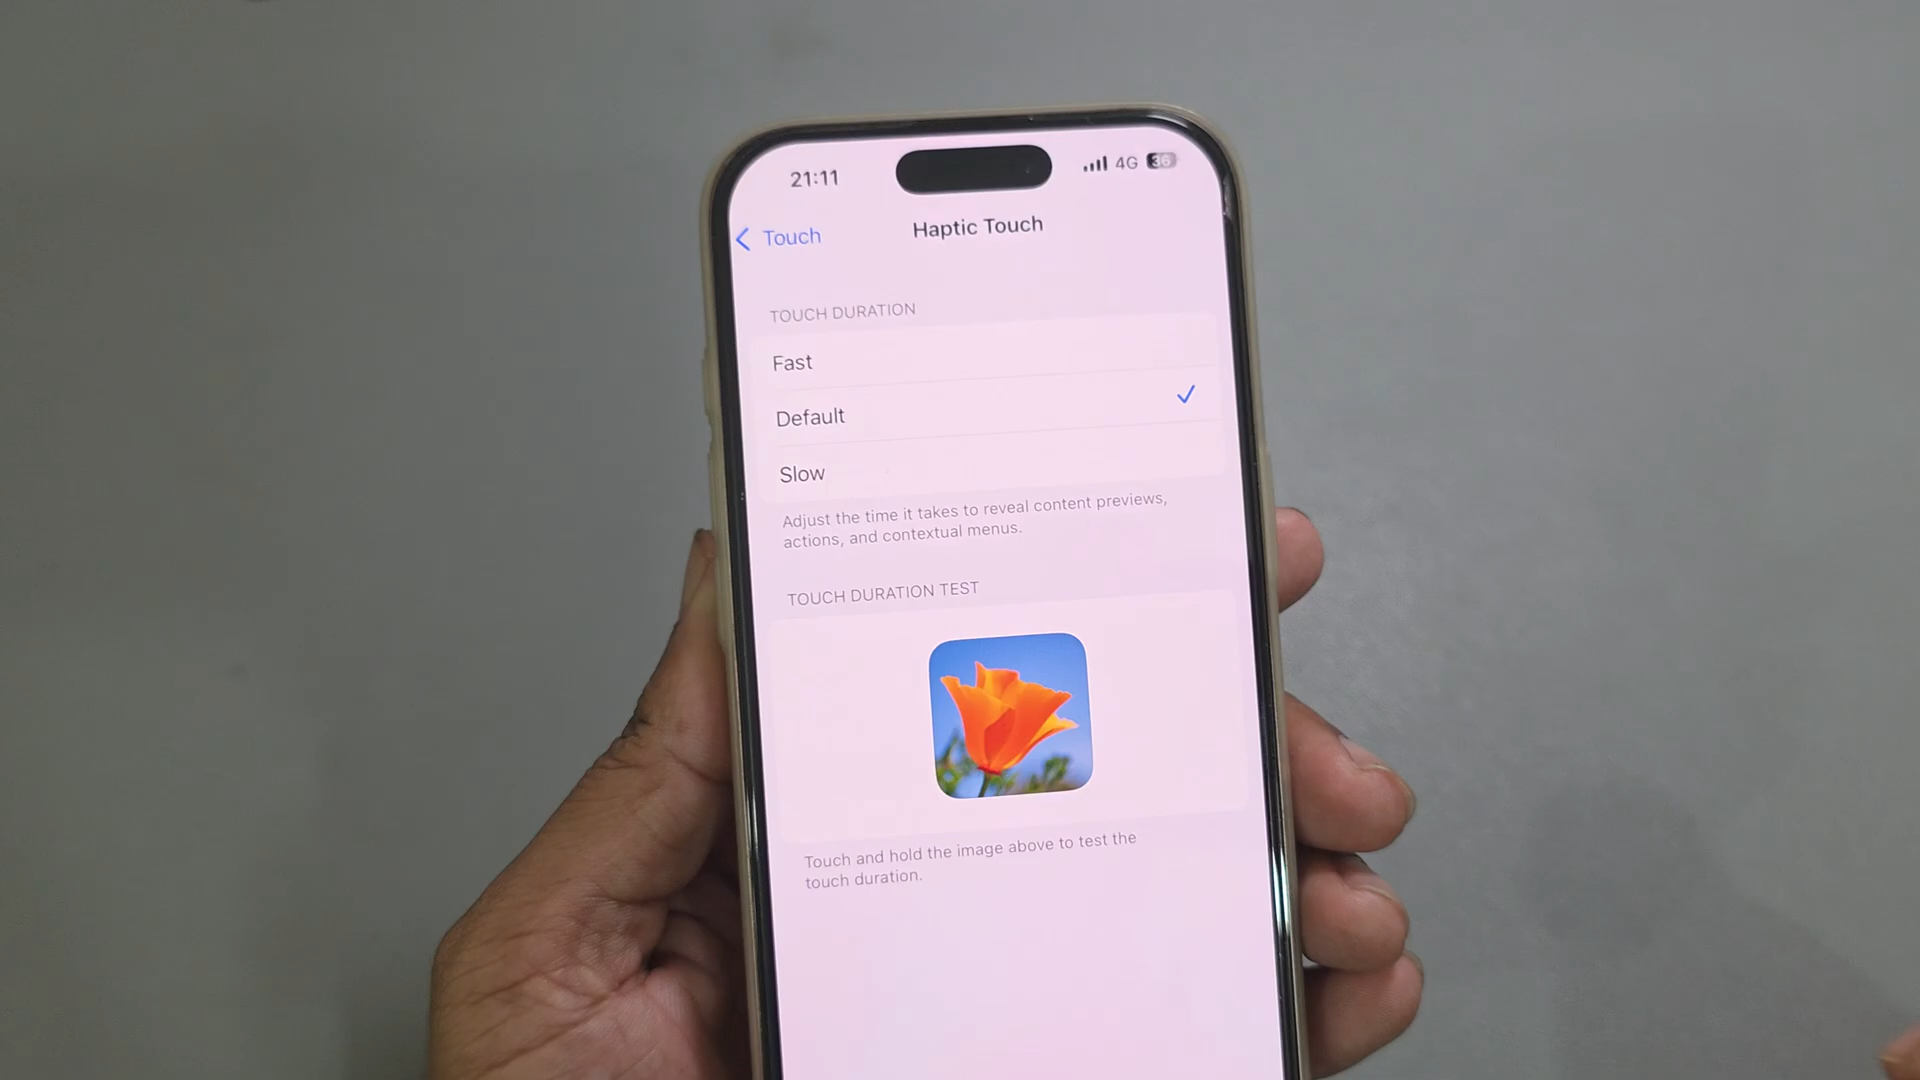 21:11
4G 36
Touch
Haptic Touch
TOUCH DURATION
Fast
Default
Slow
Adjust the time it takes to reveal content previews,
actions, and contextual menus.
TOUCH DURATION TEST
Touch and hold the image above to test the
touch duration.